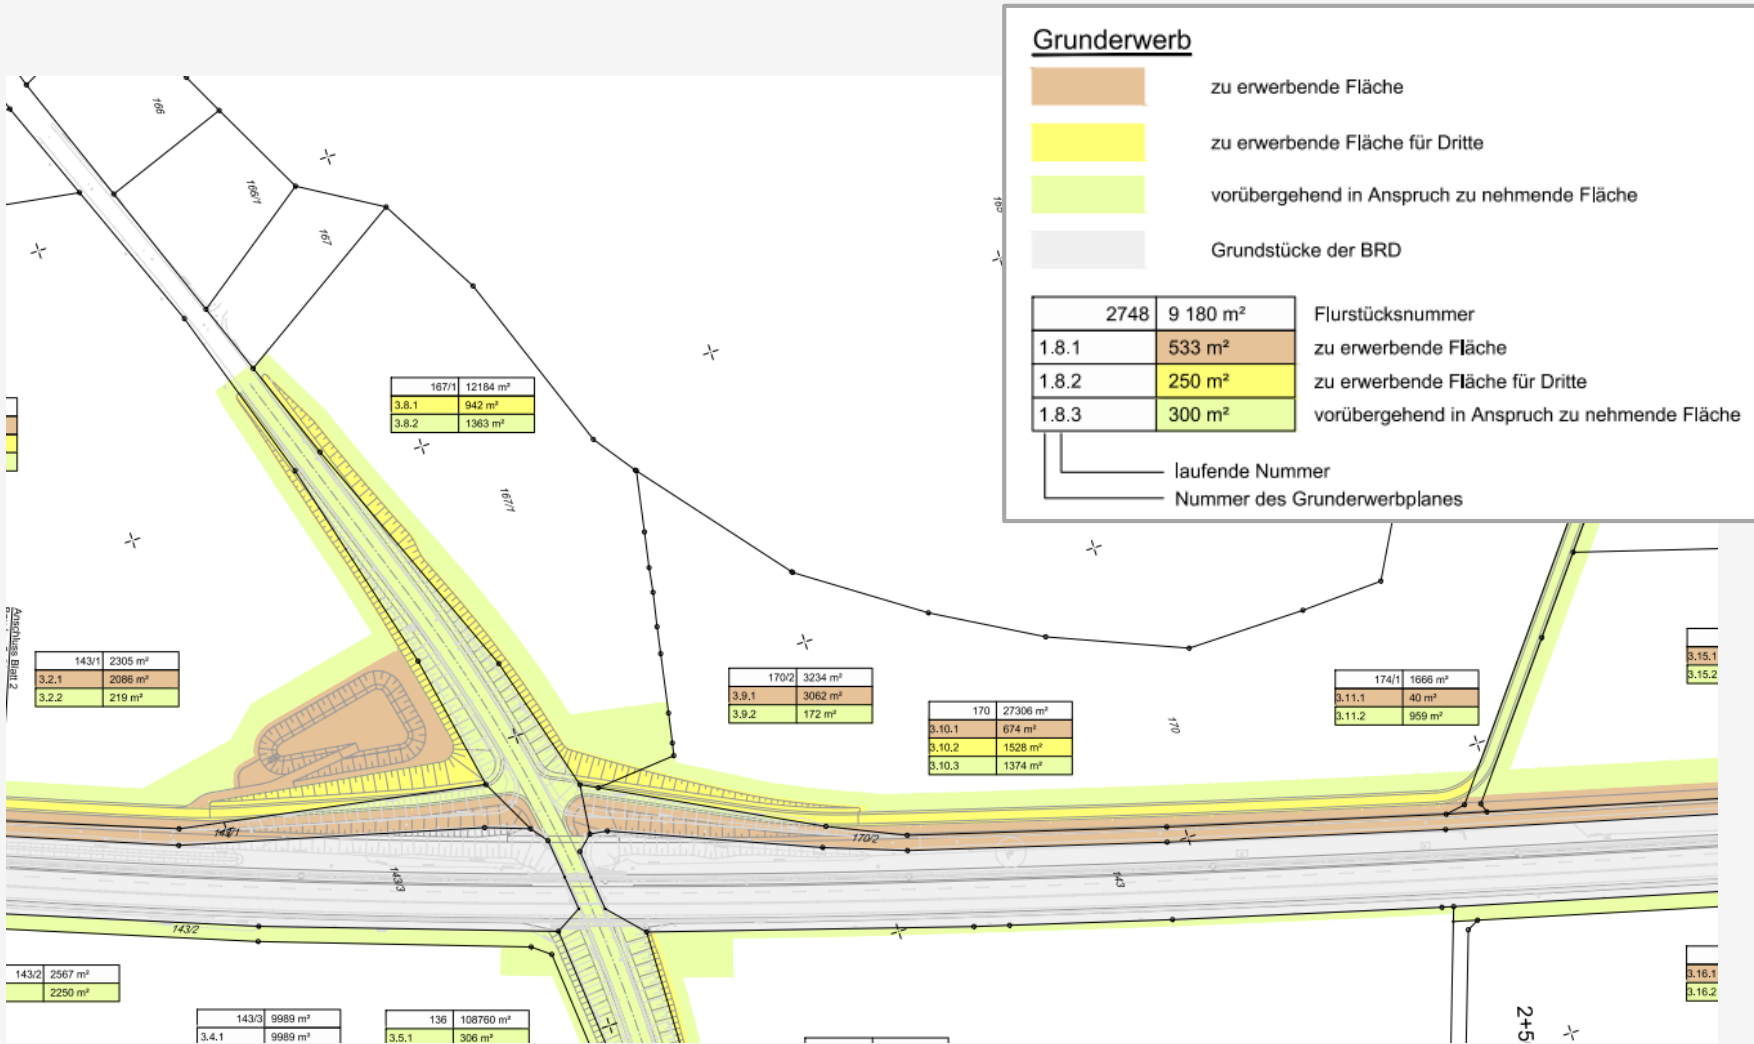 Grunderwerb
zu erwerbende Fläche
zu erwerbende Fläche für Dritte
vorübergehend in Anspruch zu nehmende Fläche
Grundstücke der BRD
2748 9 180 m² Flurstücksnummer
1.8.1 533 m² zu erwerbende Fläche
1.8.2 250 m² zu erwerbende Fläche für Dritte
1.8.3 300 m² vorübergehend in Anspruch zu nehmende Fläche
laufende Nummer
Nummer des Grunderwerbplanes
166
166/1
167
167/1 12184 m²
3.8.1 942 m²
3.8.2 1363 m²
167/1
Anschluss Blatt 2
143/1 2305 m²
3.2.1 2086 m²
3.2.2 219 m²
170/2 3234 m²
3.9.1 3062 m²
3.9.2 172 m²
170 27306 m²
3.10.1 674 m²
3.10.2 1528 m²
3.10.3 1374 m²
170
174/1 1666 m²
3.11.1 40 m²
3.11.2 959 m²
3.15.1
3.15.2
143/1
170/2
143/3
143
143/2
143/2 2567 m²
2250 m²
143/3 9989 m²
3.4.1 9989 m²
136 108760 m²
3.5.1 306 m²
3.16.1
3.16.2
2+5